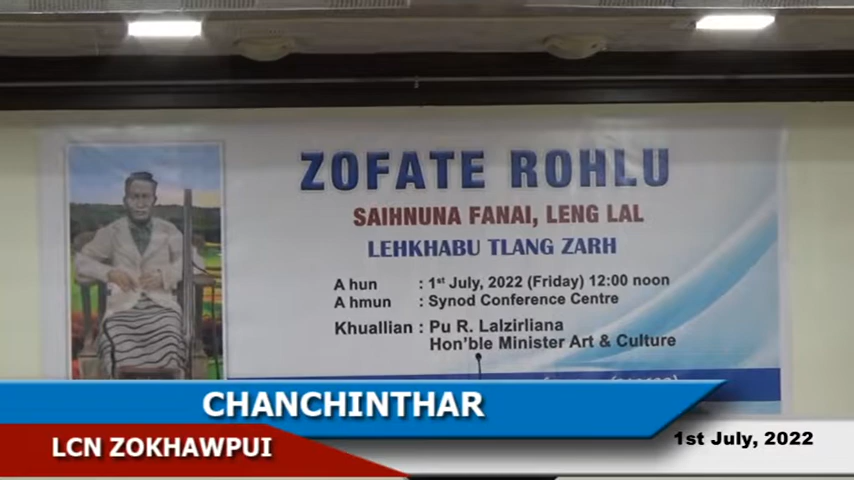 ZOFATE ROHLU
SAIHNUNA FANAI, LENG LAL
LEHKHABU TLANG ZARH
A hun : 1st July, 2022 (Friday) 12:00 noon
A hmun : Synod Conference Centre
Khuallian : Pu R. Lalzirliana
Hon'ble Minister Art & Culture
CHANCHINTHAR
LCN ZOKHAWPUI
1st July, 2022